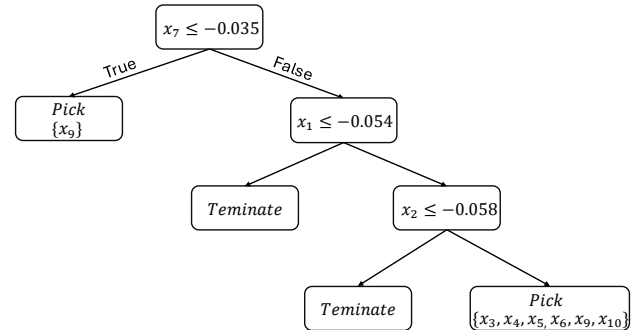 x₇ ≤ −0.035
True
False
Pick
{x₉}
x₁ ≤ −0.054
Teminate
x₂ ≤ −0.058
Teminate
Pick
{x₃, x₄, x₅, x₆, x₉, x₁₀}